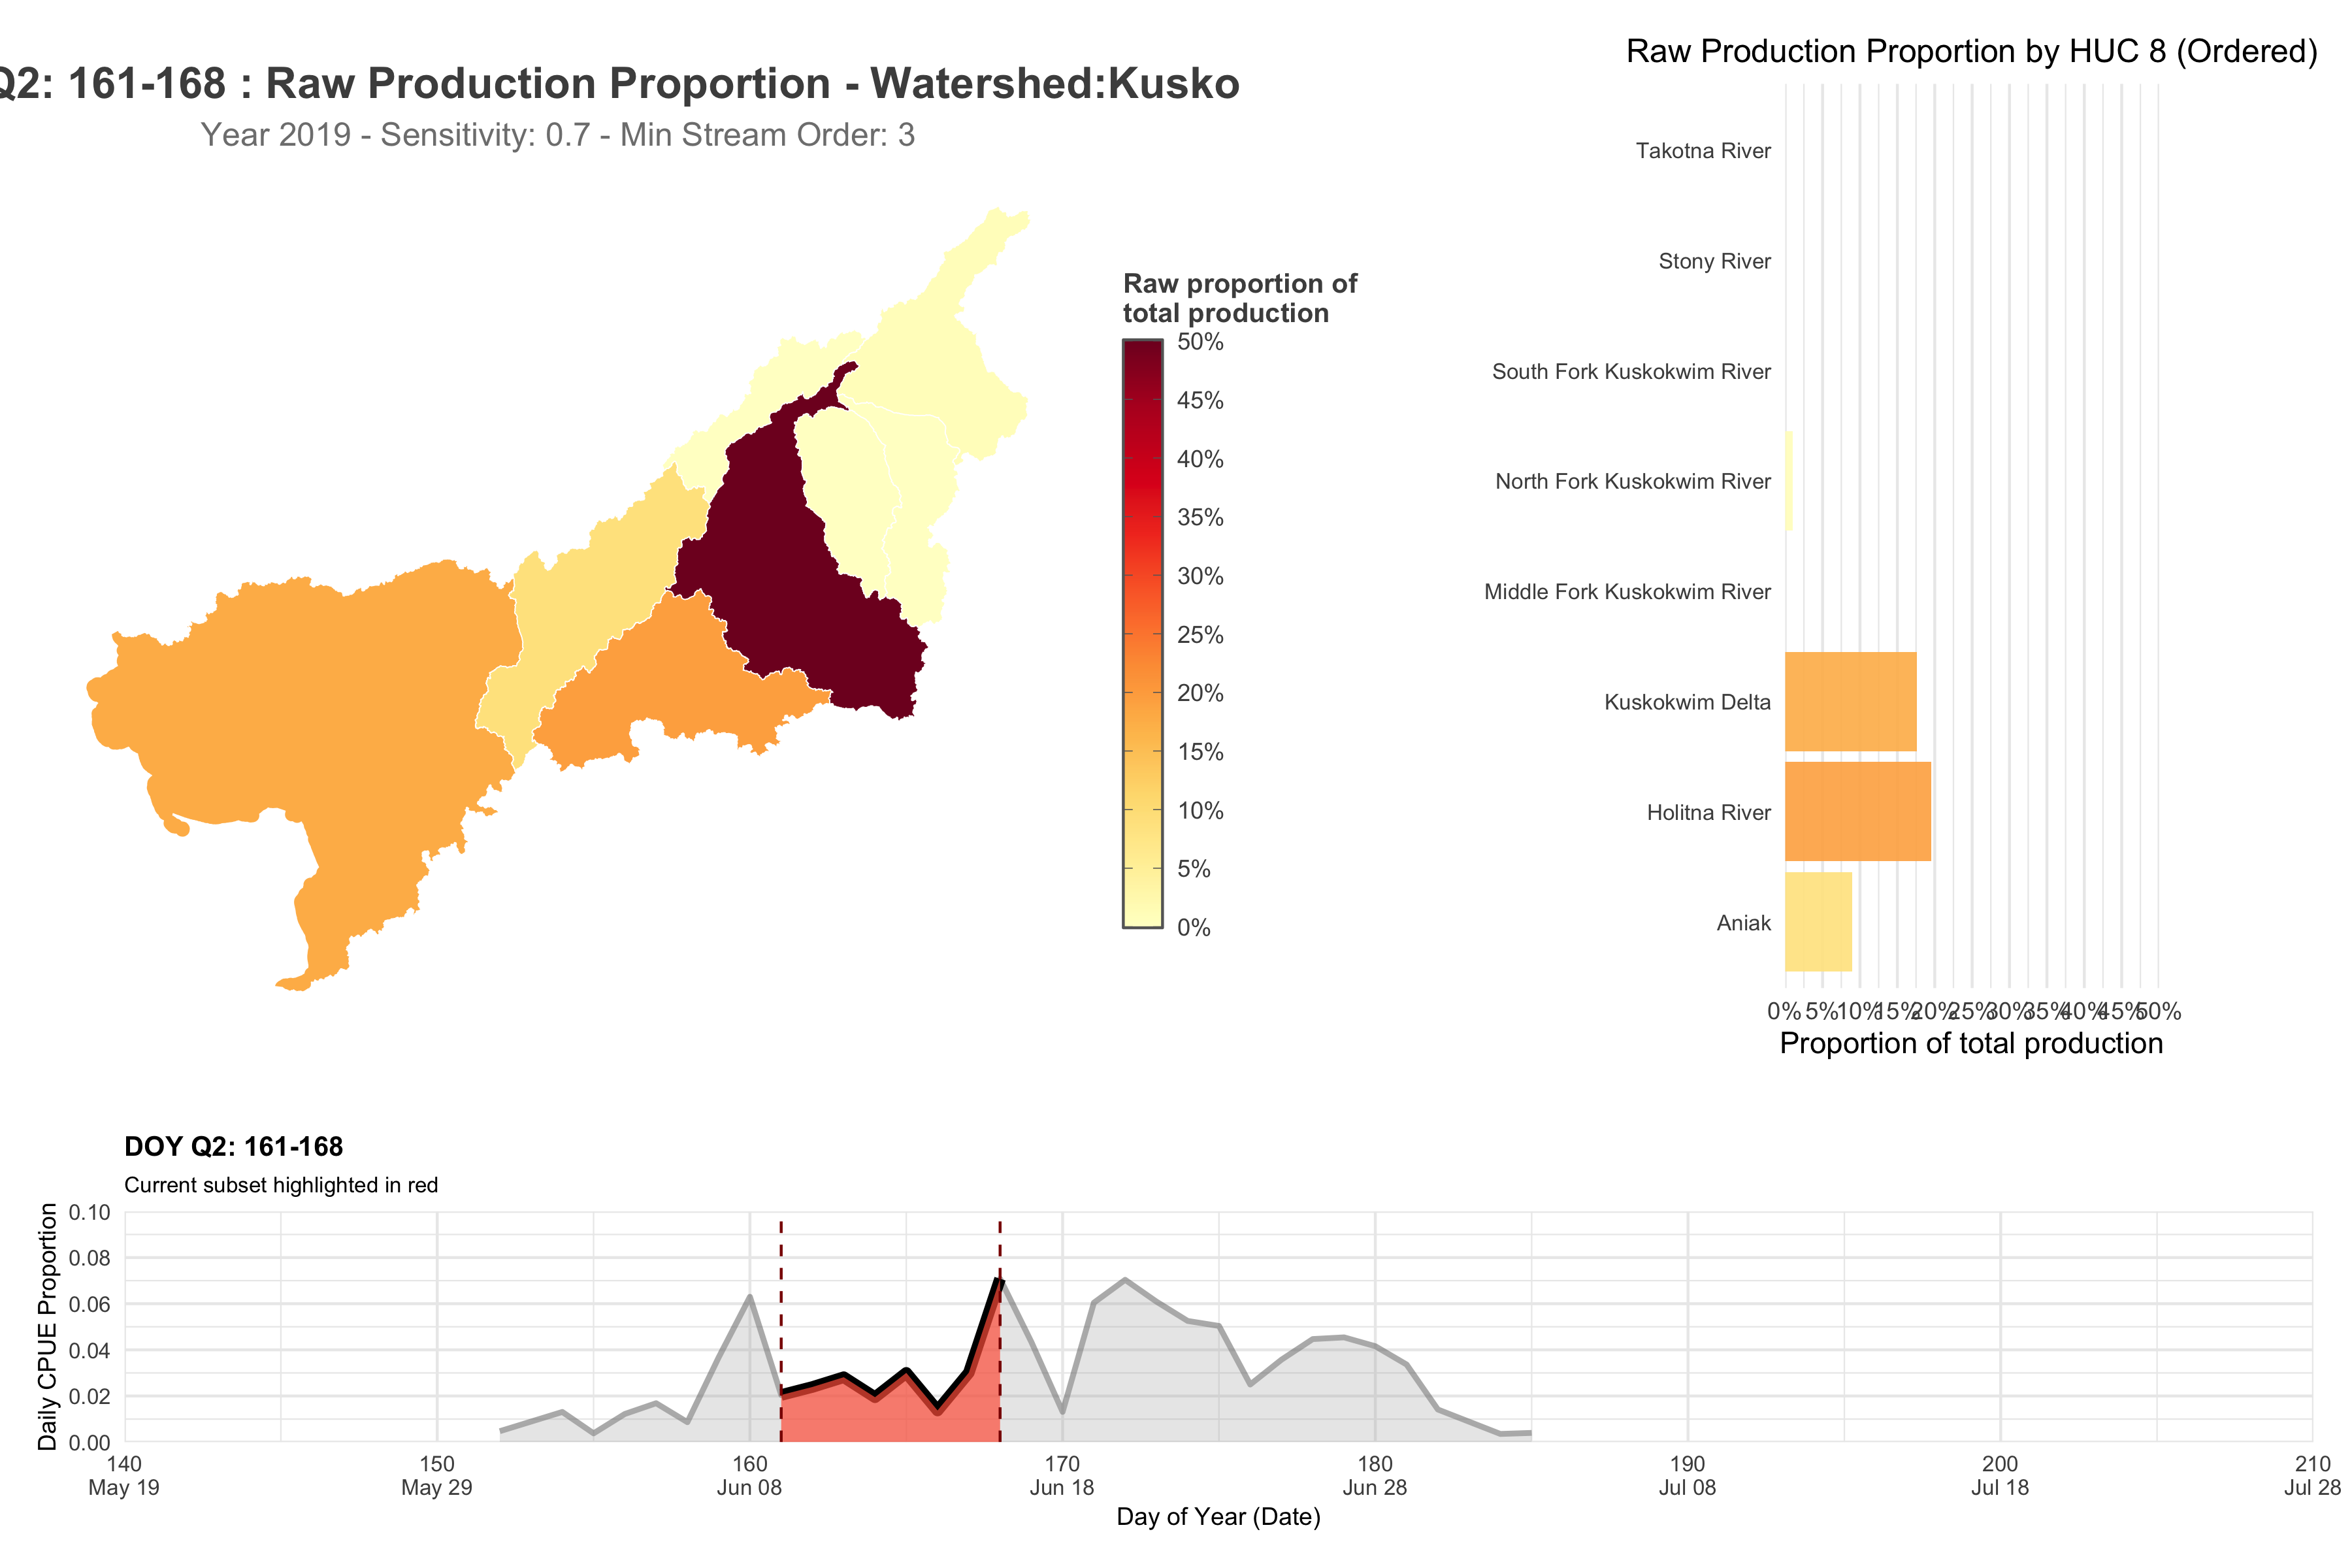 Q2: 161-168 : Raw Production Proportion - Watershed:Kusko
Year 2019 - Sensitivity: 0.7 - Min Stream Order: 3
Raw proportion of
total production
50%
45%
40%
35%
30%
25%
20%
15%
10%
5%
0%
Raw Production Proportion by HUC 8 (Ordered)
Takotna River
Stony River
South Fork Kuskokwim River
North Fork Kuskokwim River
Middle Fork Kuskokwim River
Kuskokwim Delta
Holitna River
Aniak
0% 5% 10% 15% 20% 25% 30% 35% 40% 45% 50%
Proportion of total production
DOY Q2: 161-168
Current subset highlighted in red
Daily CPUE Proportion
0.10
0.08
0.06
0.04
0.02
0.00
140 150 160 170 180 190 200 210
May 19 May 29 Jun 08 Jun 18 Jun 28 Jul 08 Jul 18 Jul 28
Day of Year (Date)